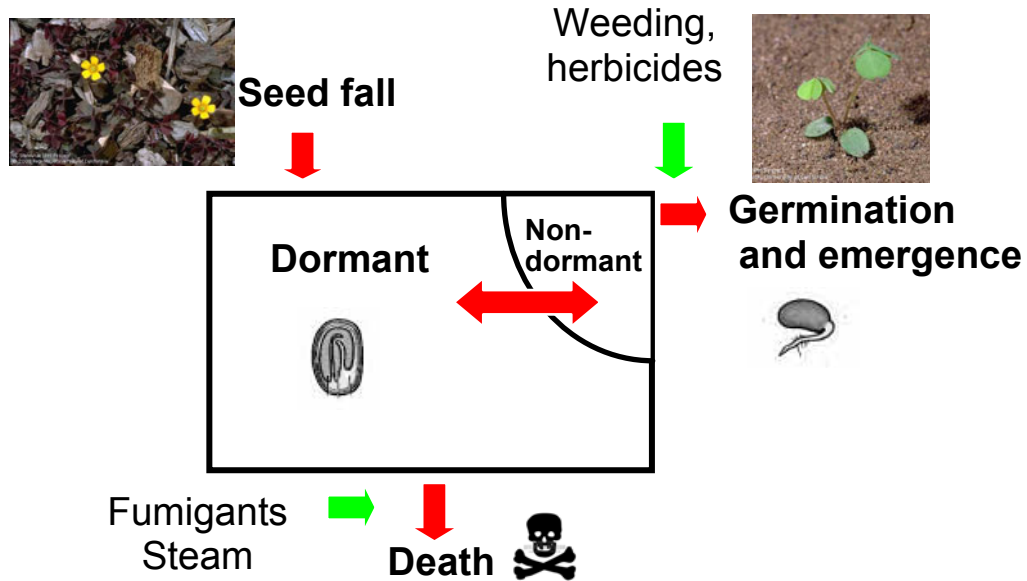 Weeding,
herbicides
Seed fall
Dormant
Non-
dormant
Germination
and emergence
Fumigants
Steam
Death